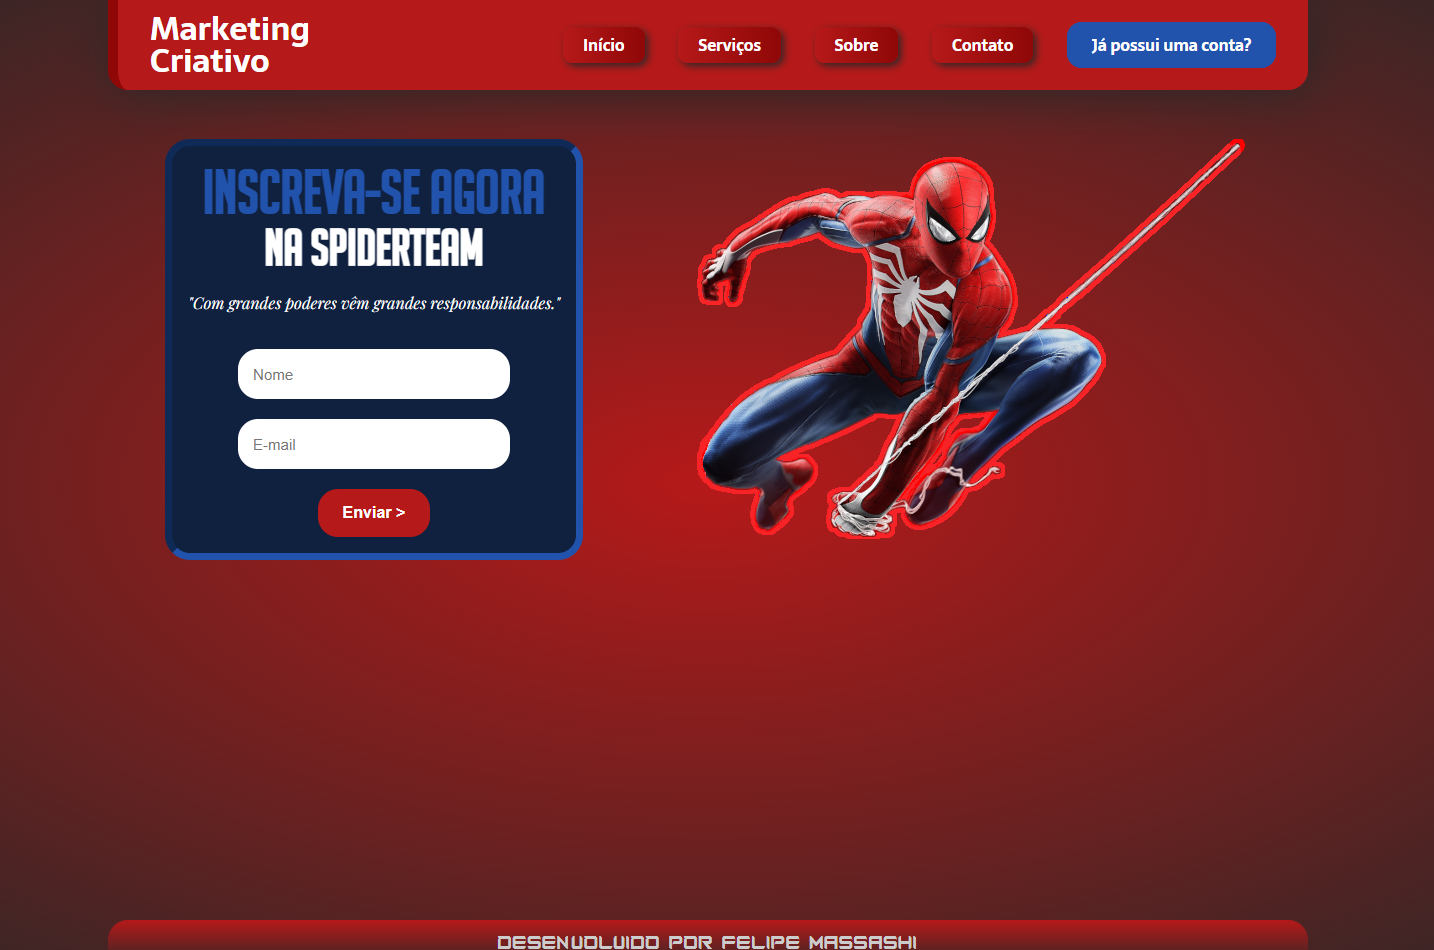 Marketing
Criativo
Início
Serviços
Sobre
Contato
Já possui uma conta?
INSCREVA-SE AGORA
NA SPIDERTEAM
"Com grandes poderes vêm grandes responsabilidades."
Nome
E-mail
Enviar >
DESENVOLVIDO POR FELIPE MASSASHI